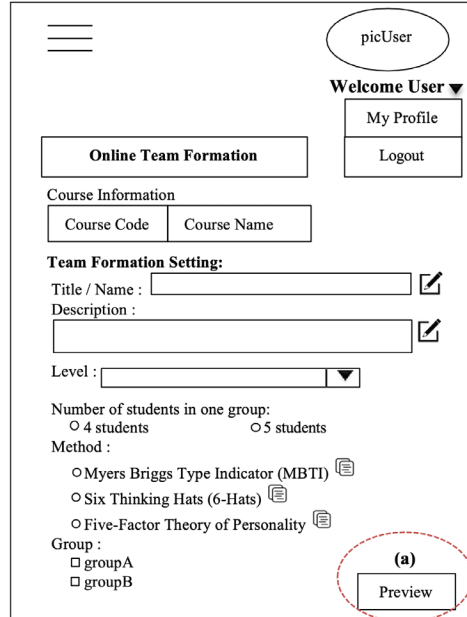 picUser
Welcome User
My Profile
Logout
Online Team Formation
Course Information
Course Code Course Name
Team Formation Setting:
Title / Name :
Description :
Level :
Number of students in one group:
4 students 5 students
Method :
Myers Briggs Type Indicator (MBTI)
Six Thinking Hats (6-Hats)
Five-Factor Theory of Personality
Group :
groupA
groupB
(a)
Preview